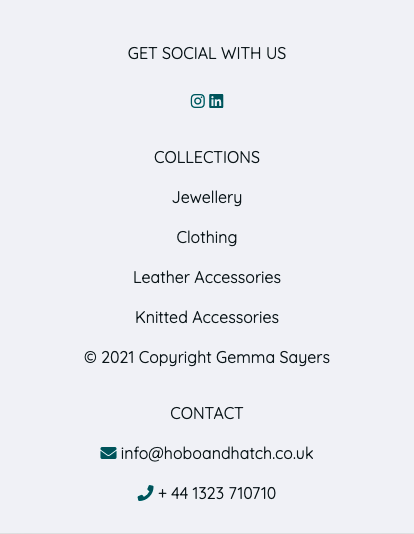 GET SOCIAL WITH US
COLLECTIONS
Jewellery
Clothing
Leather Accessories
Knitted Accessories
© 2021 Copyright Gemma Sayers
CONTACT
info@hoboandhatch.co.uk
+ 44 1323 710710